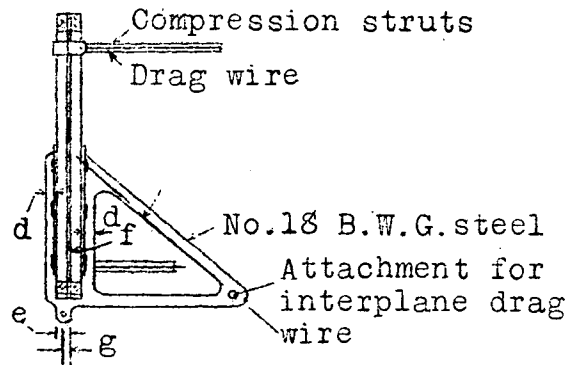 Compression struts
Drag wire
d
d
f
No.18 B.W.G.steel
Attachment for
interplane drag
wire
e
g